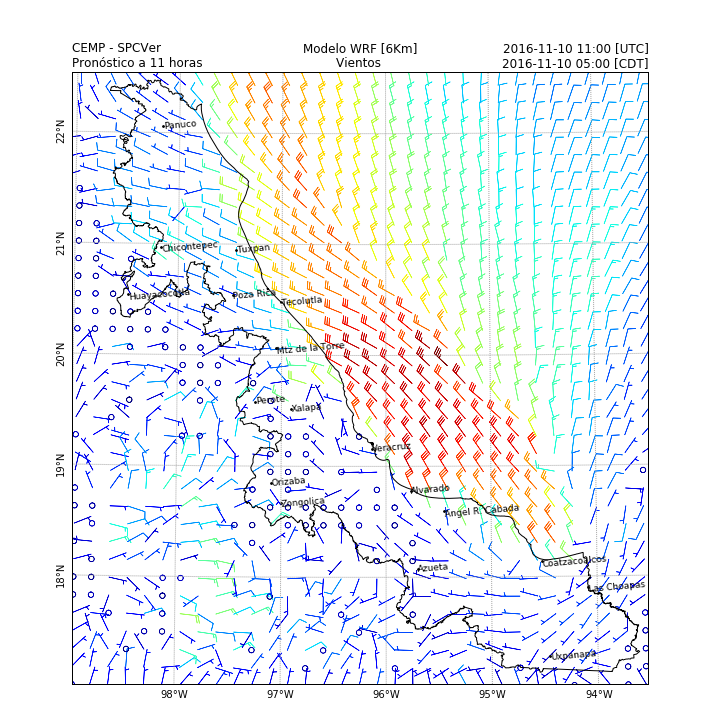 CEMP - SPCVer
Modelo WRF [6Km]
2016-11-10 11:00 [UTC]
Pronóstico a 11 horas
Vientos
2016-11-10 05:00 [CDT]
22°N
Panuco
21°N
Chicontepec
Tuxpan
Huayacocotla
Poza Rica
Tecolutla
20°N
Mtz de la Torre
Perote
Xalapa
Veracruz
19°N
Orizaba
Alvarado
Zongolica
Angel R. Cabada
18°N
Azueta
Coatzacoalcos
Las Choapas
Uxpanapa
98°W
97°W
96°W
95°W
94°W